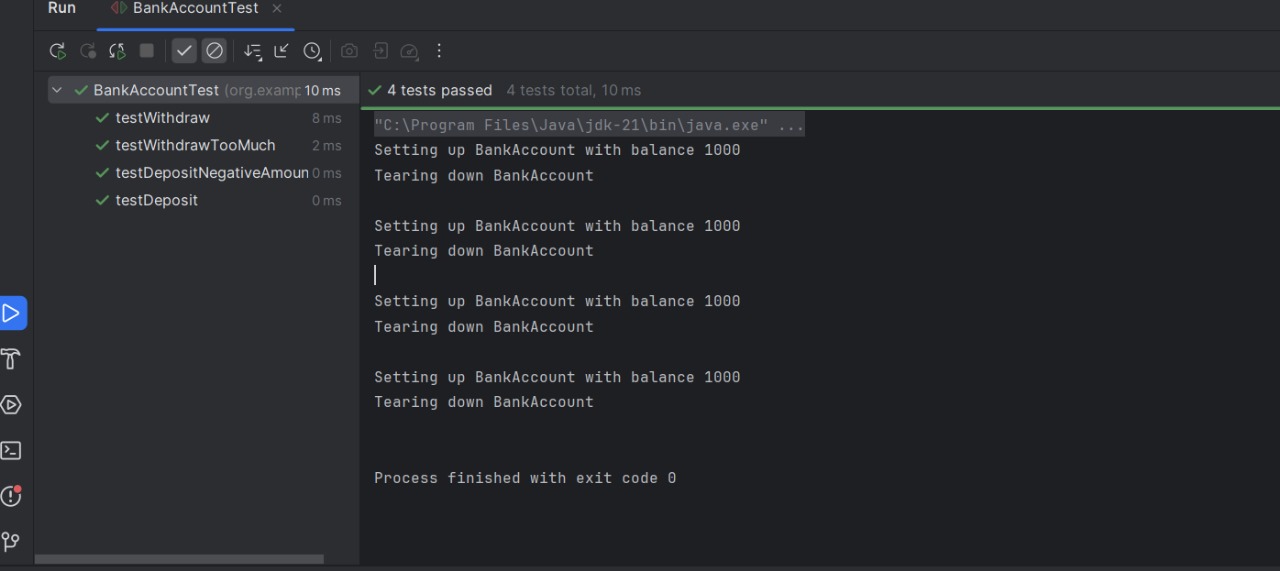 Run BankAccountTest
BankAccountTest (org.examp 10 ms
testWithdraw 8 ms
testWithdrawTooMuch 2 ms
testDepositNegativeAmoun 0 ms
testDeposit 0 ms
4 tests passed 4 tests total, 10 ms
"C:\Program Files\Java\jdk-21\bin\java.exe" ...
Setting up BankAccount with balance 1000
Tearing down BankAccount
Setting up BankAccount with balance 1000
Tearing down BankAccount
Setting up BankAccount with balance 1000
Tearing down BankAccount
Setting up BankAccount with balance 1000
Tearing down BankAccount
Process finished with exit code 0